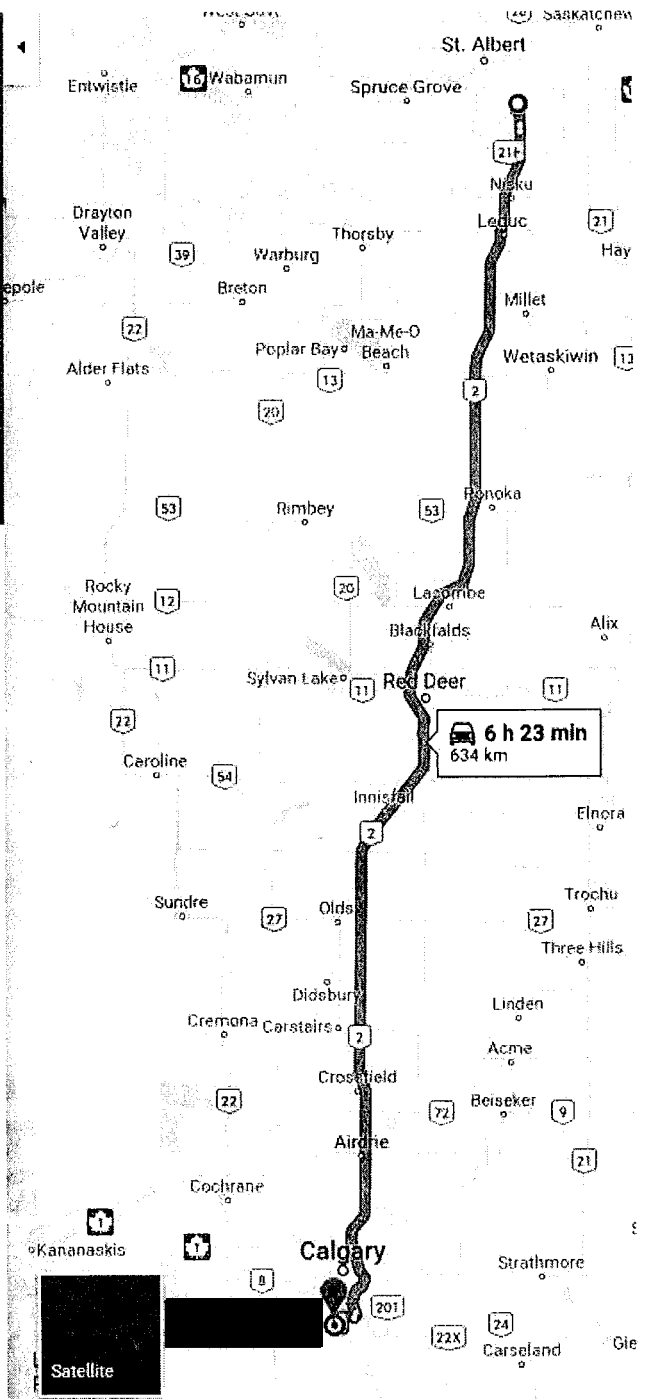 Saskatchew
St. Albert
16
Wabamun
Entwistle
Spruce Grove
Nisku
Drayton
Valley
Leduc
21
39
Thorsby
Warburg
Hay
epole
Breton
Millet
22
Ma-Me-O
Poplar Bay
Beach
Wetaskiwin
13
Alder Flats
13
2
20
53
Rimbey
53
Ponoka
Rocky
Mountain
House
12
20
Lacombe
Blackfalds
Alix
11
Sylvan Lake
11
Red Deer
11
22
6 h 23 min
634 km
Caroline
54
Innisfail
Elnora
2
Sundre
27
Olds
Trochu
27
Three Hills
Didsbury
Linden
Cremona
Carstairs
2
Acme
Crossfield
22
72
Beiseker
9
Airdrie
21
Cochrane
1
1
Kananaskis
Calgary
8
Strathmore
201
24
22X
Carseland
Gle
Satellite